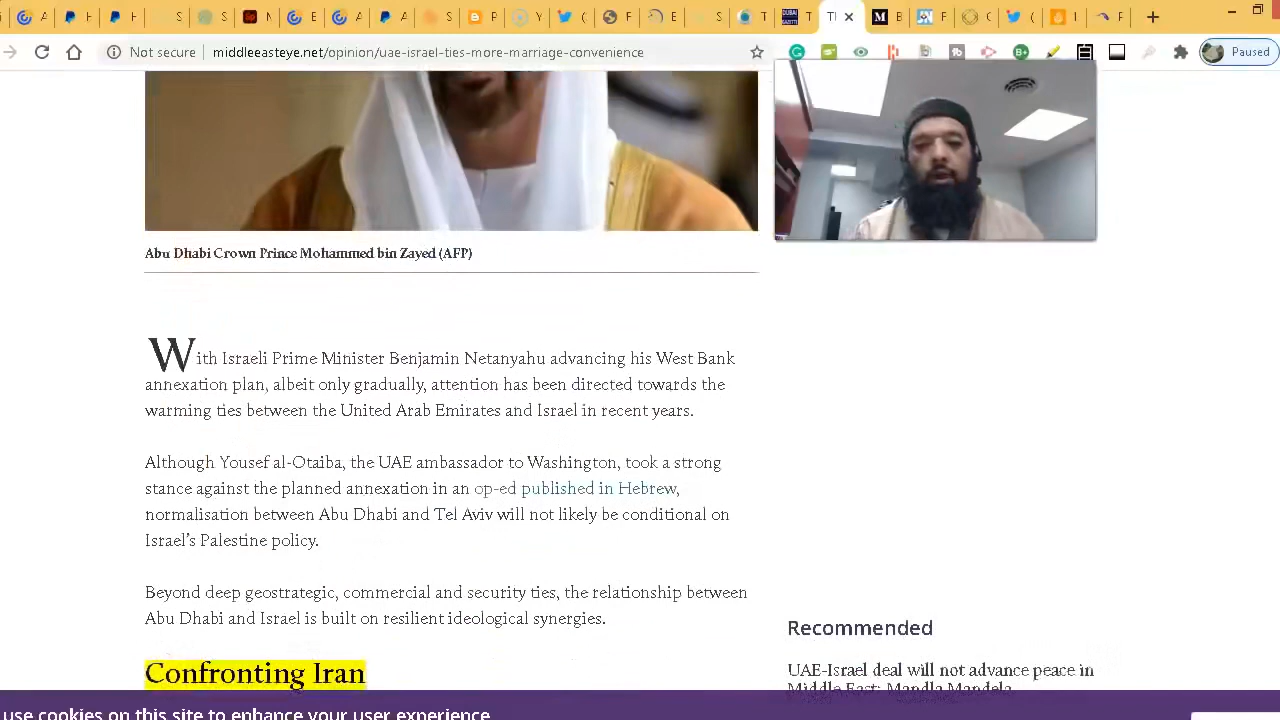 Not secure
middleeasteye.net/opinion/uae-israel-ties-more-marriage-convenience
Paused
Abu Dhabi Crown Prince Mohammed bin Zayed (AFP)
With Israeli Prime Minister Benjamin Netanyahu advancing his West Bank
annexation plan, albeit only gradually, attention has been directed towards the
warming ties between the United Arab Emirates and Israel in recent years.
Although Yousef al-Otaiba, the UAE ambassador to Washington, took a strong
stance against the planned annexation in an op-ed published in Hebrew,
normalisation between Abu Dhabi and Tel Aviv will not likely be conditional on
Israel's Palestine policy.
Beyond deep geostrategic, commercial and security ties, the relationship between
Abu Dhabi and Israel is built on resilient ideological synergies.
Confronting Iran
Recommended
UAE-Israel deal will not advance peace in
Middle East: Mandla Mandela
use cookies on this site to enhance your user experience